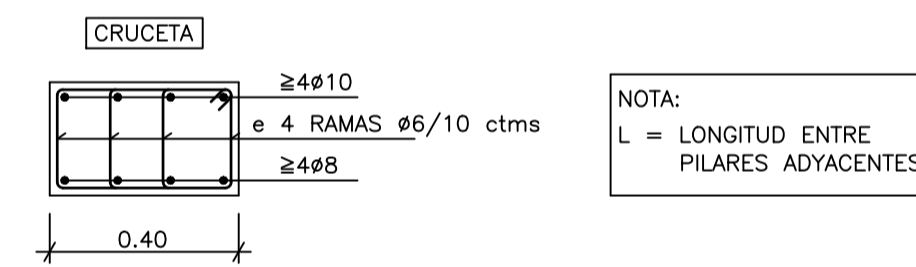 CRUCETA
≧4ø10
e 4 RAMAS ø6/10 ctms
≧4ø8
0.40
NOTA:
L = LONGITUD ENTRE
PILARES ADYACENTES